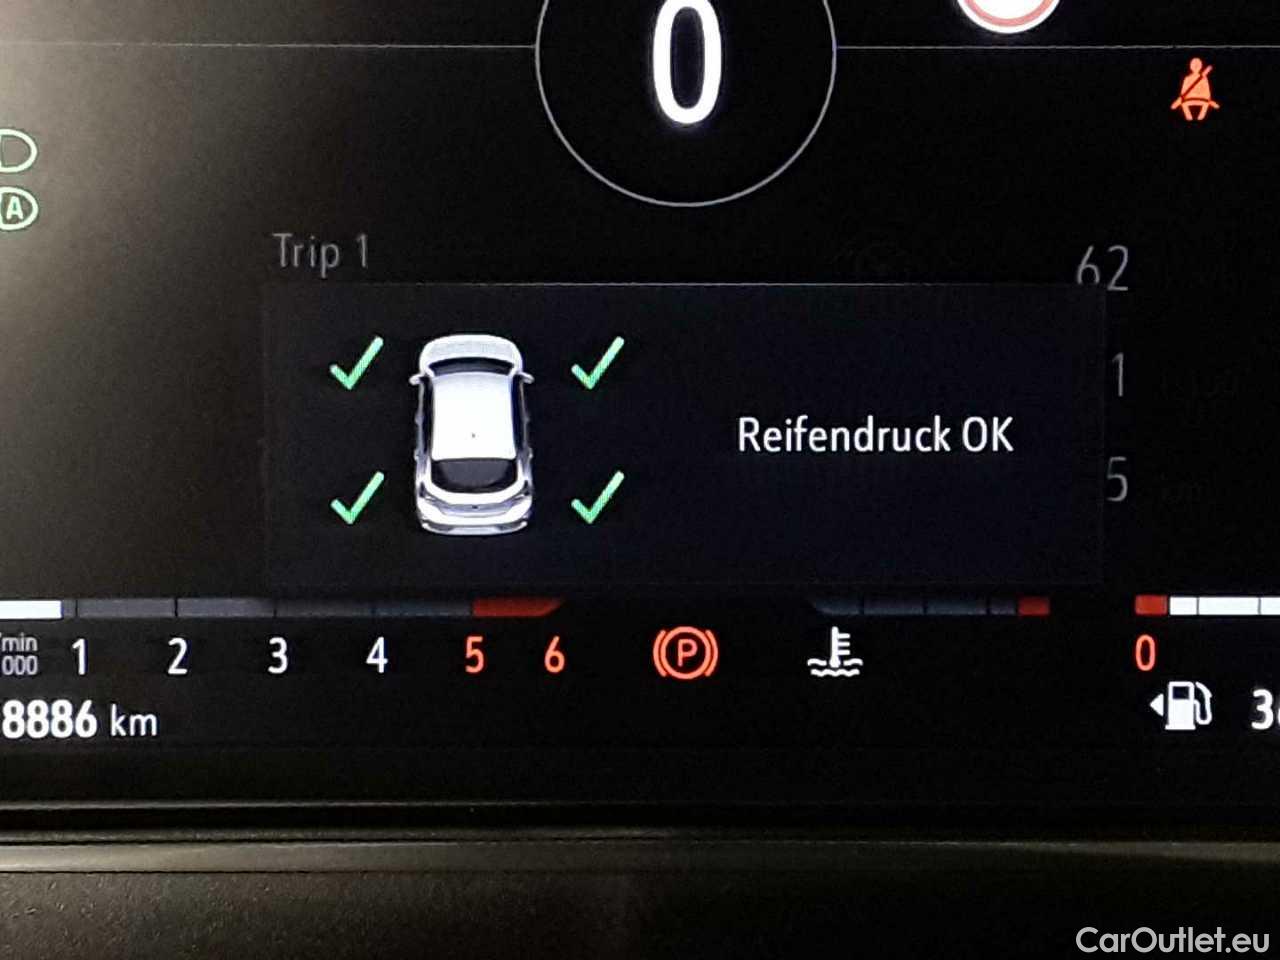 0
A
Trip 1
62
1
Reifendruck OK
5
1 2 3 4 5 6
P
0
/min
000
8886 km
CarOutlet.eu